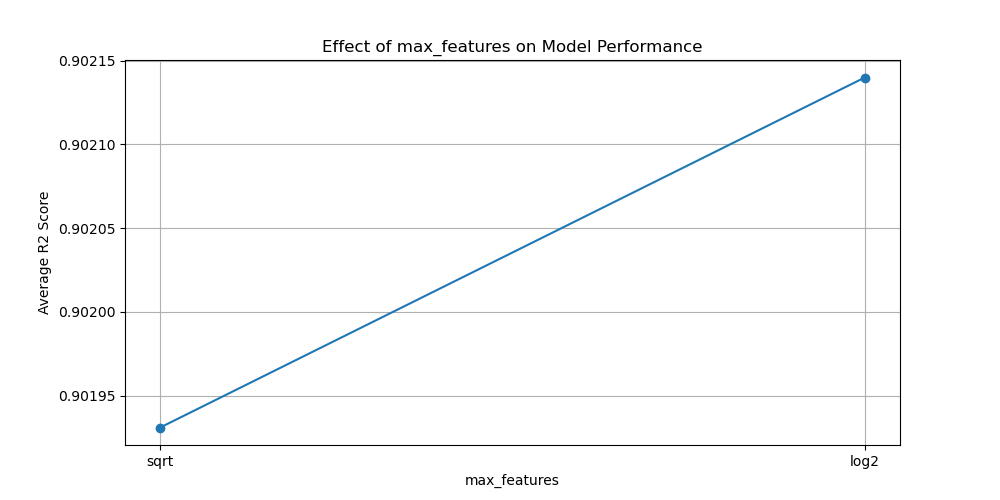 Effect of max_features on Model Performance
0.90215
0.90210
0.90205
0.90200
0.90195
Average R2 Score
sqrt
log2
max_features